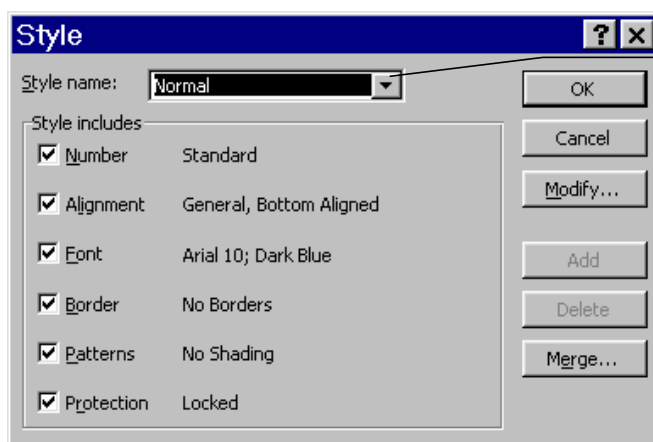 Style
Style name: Normal
OK
Style includes
Cancel
Number Standard
Modify...
Alignment General, Bottom Aligned
Font Arial 10; Dark Blue
Add
Border No Borders
Delete
Patterns No Shading
Merge...
Protection Locked